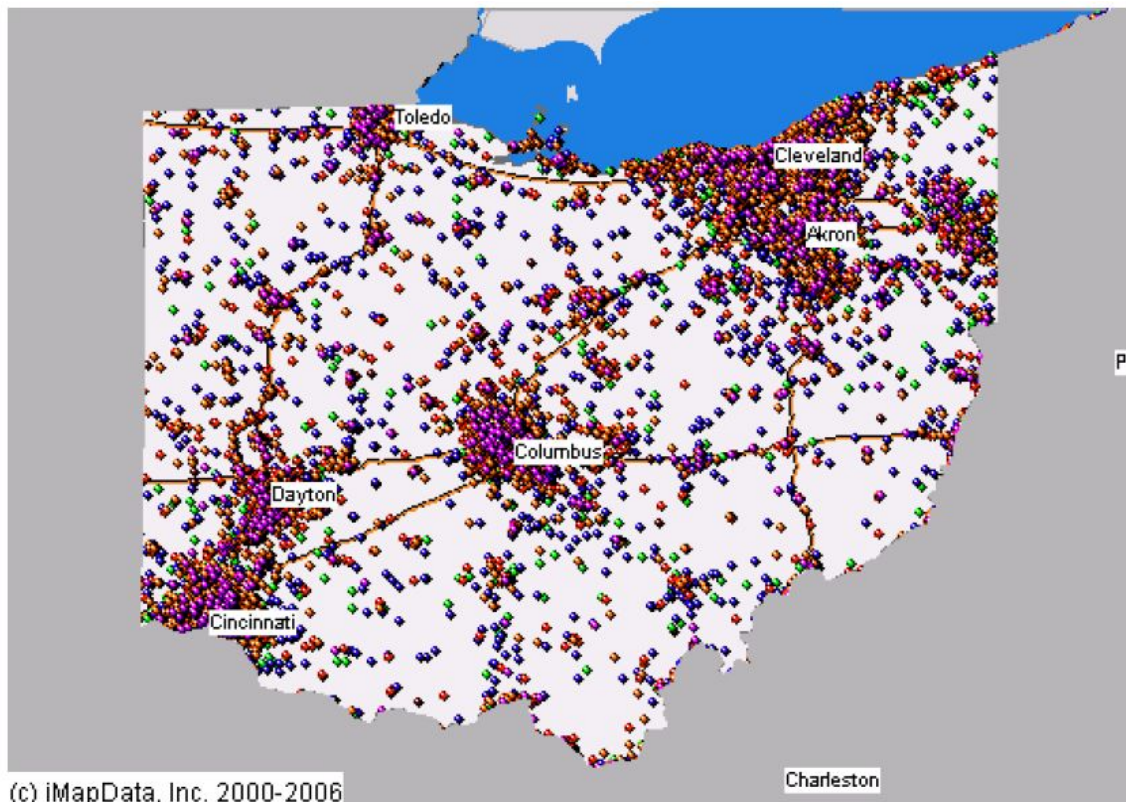 Toledo
Cleveland
Akron
P
Columbus
Dayton
Cincinnati
Charleston
(c) iMapData, Inc. 2000-2006